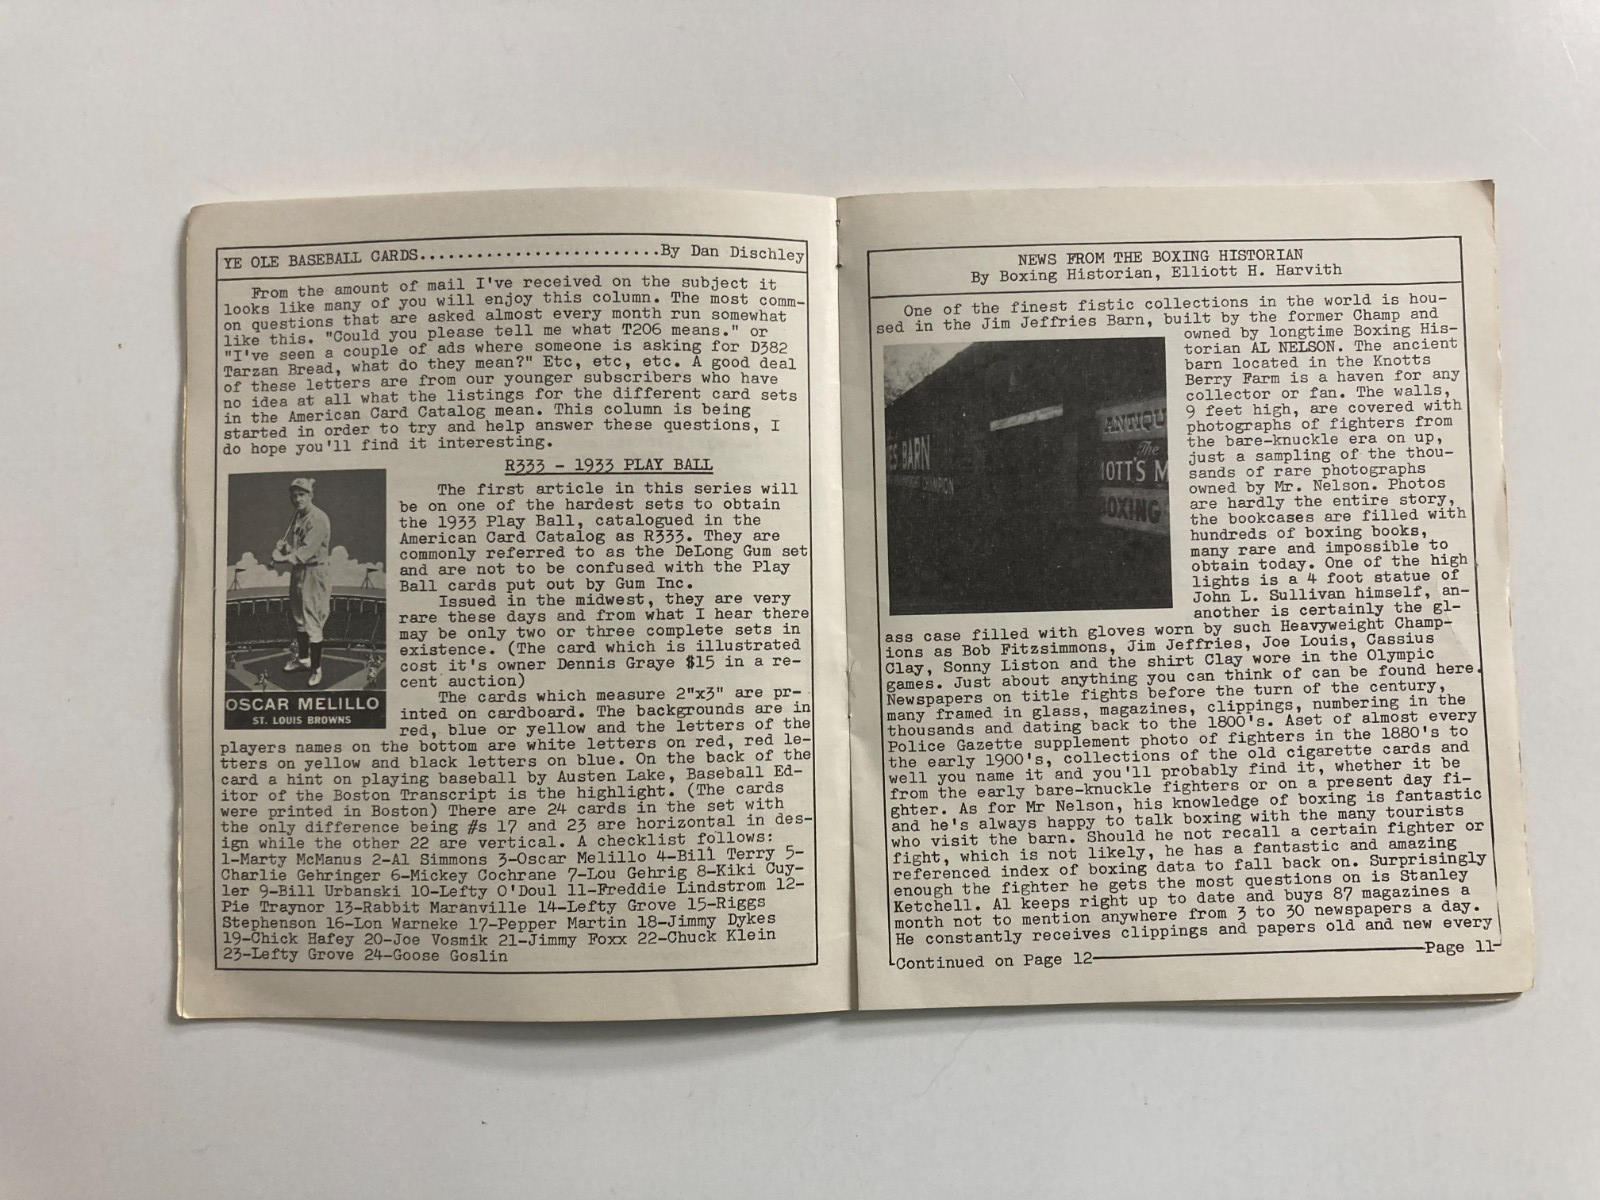 YE OLE BASEBALL CARDS...........................By Dan Dischley
From the amount of mail I've received on the subject it
looks like many of you will enjoy this column. The most comm-
on questions that are asked almost every month run somewhat
like this. "Could you please tell me what T206 means." or
"I've seen a couple of ads where someone is asking for D382
Tarzan Bread, what do they mean?" Etc, etc, etc. A good deal
of these letters are from our younger subscribers who have
no idea at all what the listings for the different card sets
in the American Card Catalog mean. This column is being
started in order to try and help answer these questions, I
do hope you'll find it interesting.
R333 - 1933 PLAY BALL
The first article in this series will
be on one of the hardest sets to obtain
the 1933 Play Ball, catalogued in the
American Card Catalog as R333. They are
commonly referred to as the DeLong Gum set
and are not to be confused with the Play
Ball cards put out by Gum Inc.
Issued in the midwest, they are very
rare these days and from what I hear there
may be only two or three complete sets in
existence. (The card which is illustrated
cost it's owner Dennis Graye $15 in a re-
cent auction)
The cards which measure 2"x3" are pr-
inted on cardboard. The backgrounds are in
red, blue or yellow and the letters of the
OSCAR MELILLO
ST. LOUIS BROWNS
players names on the bottom are white letters on red, red le-
tters on yellow and black letters on blue. On the back of the
card a hint on playing baseball by Austen Lake, Baseball Ed-
itor of the Boston Transcript is the highlight. (The cards
were printed in Boston) There are 24 cards in the set with
the only difference being #s 17 and 23 are horizontal in des-
ign while the other 22 are vertical. A checklist follows:
1-Marty McManus 2-Al Simmons 3-Oscar Melillo 4-Bill Terry 5-
Charlie Gehringer 6-Mickey Cochrane 7-Lou Gehrig 8-Kiki Cuy-
ler 9-Bill Urbanski 10-Lefty O'Doul 11-Freddie Lindstrom 12-
Pie Traynor 13-Rabbit Maranville 14-Lefty Grove 15-Riggs
Stephenson 16-Lon Warneke 17-Pepper Martin 18-Jimmy Dykes
19-Chick Hafey 20-Joe Vosmik 21-Jimmy Foxx 22-Chuck Klein
23-Lefty Grove 24-Goose Goslin
NEWS FROM THE BOXING HISTORIAN
By Boxing Historian, Elliott H. Harvith
One of the finest fistic collections in the world is hou-
sed in the Jim Jeffries Barn, built by the former Champ and
owned by longtime Boxing His-
torian AL NELSON. The ancient
barn located in the Knotts
Berry Farm is a haven for any
collector or fan. The walls,
9 feet high, are covered with
photographs of fighters from
the bare-knuckle era on up,
just a sampling of the thou-
sands of rare photographs
owned by Mr. Nelson. Photos
are hardly the entire story,
the bookcases are filled with
hundreds of boxing books,
many rare and impossible to
obtain today. One of the high
lights is a 4 foot statue of
John L. Sullivan himself, an-
another is certainly the gl-
ES BARN
CHAMPION
ANTIQU
The
IOTT'S M
BOXING
ass case filled with gloves worn by such Heavyweight Champ-
ions as Bob Fitzsimmons, Jim Jeffries, Joe Louis, Cassius
Clay, Sonny Liston and the shirt Clay wore in the Olympic
games. Just about anything you can think of can be found here.
Newspapers on title fights before the turn of the century,
many framed in glass, magazines, clippings, numbering in the
thousands and dating back to the 1800's. Aset of almost every
Police Gazette supplement photo of fighters in the 1880's to
the early 1900's, collections of the old cigarette cards and
well you name it and you'll probably find it, whether it be
from the early bare-knuckle fighters or on a present day fi-
ghter. As for Mr Nelson, his knowledge of boxing is fantastic
and he's always happy to talk boxing with the many tourists
who visit the barn. Should he not recall a certain fighter or
fight, which is not likely, he has a fantastic and amazing
referenced index of boxing data to fall back on. Surprisingly
enough the fighter he gets the most questions on is Stanley
Ketchell. Al keeps right up to date and buys 87 magazines a
month not to mention anywhere from 3 to 30 newspapers a day.
He constantly receives clippings and papers old and new every
Continued on Page 12
Page 11